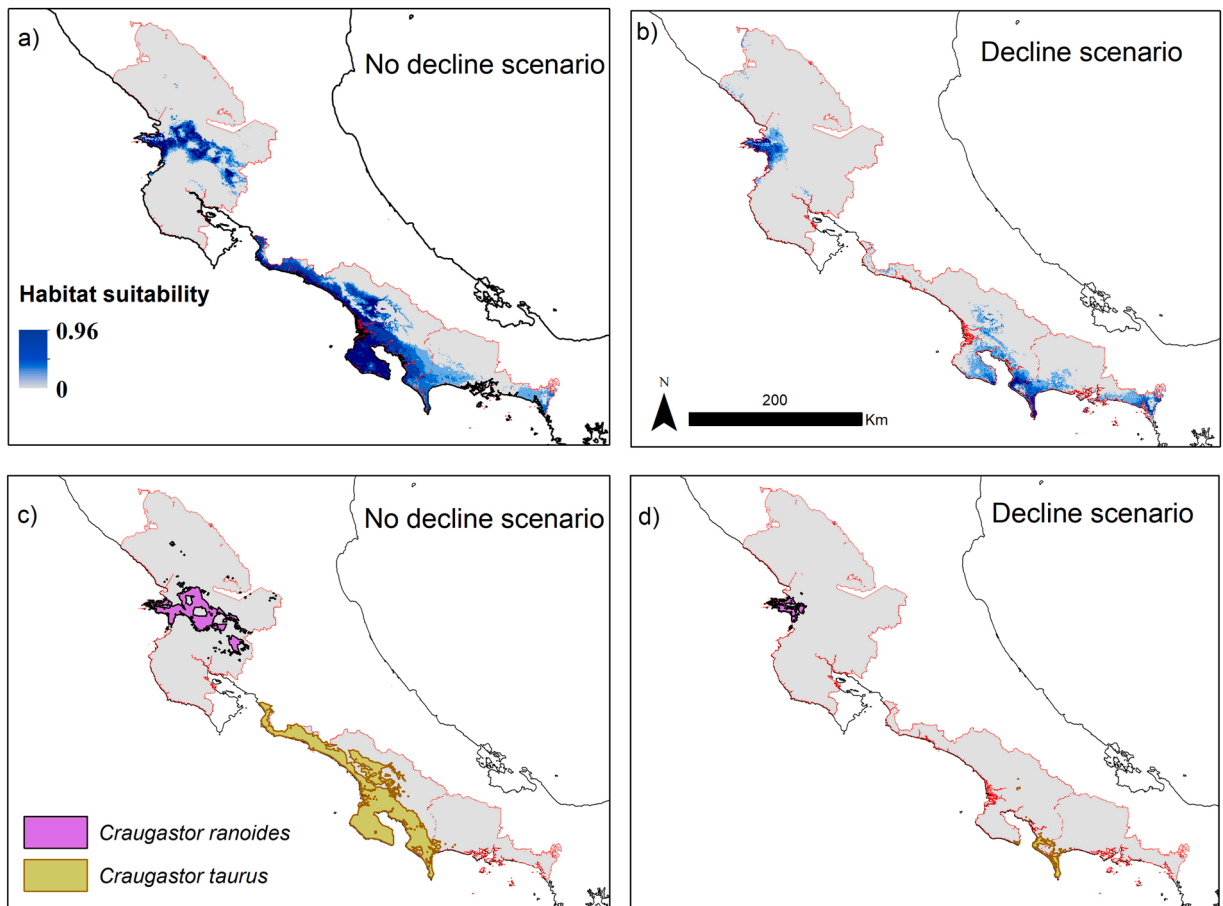 a)
No decline scenario
Habitat suitability
0.96
0
b)
Decline scenario
N
200
Km
c)
No decline scenario
Craugastor ranoides
Craugastor taurus
d)
Decline scenario